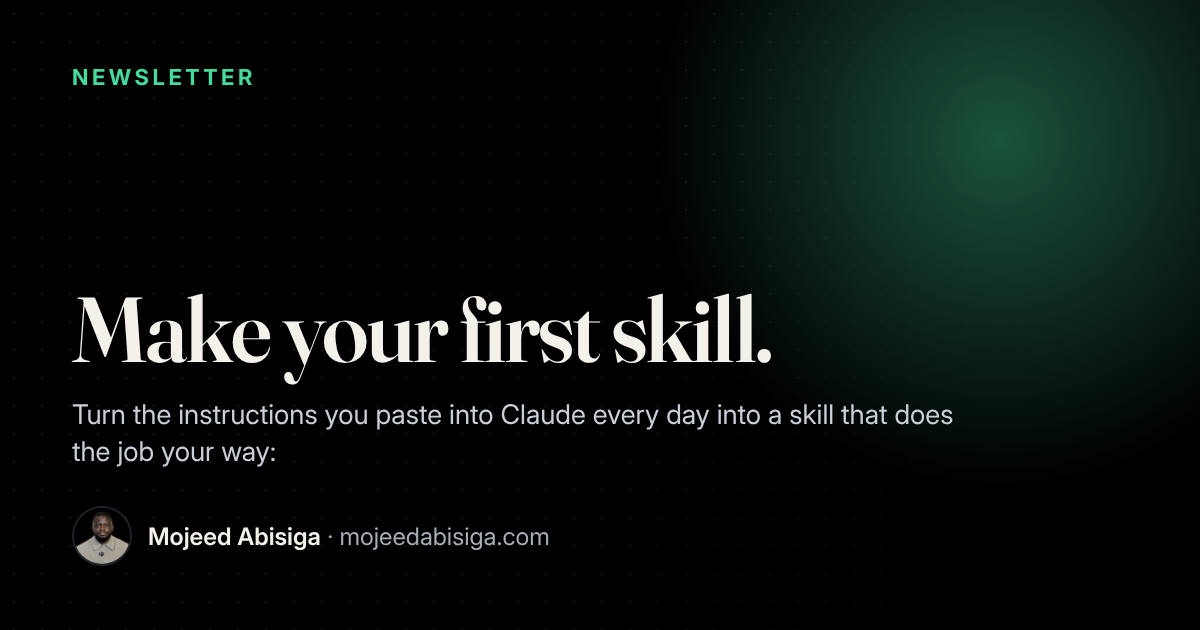 NEWSLETTER
Make your first skill.
Turn the instructions you paste into Claude every day into a skill that does
the job your way:
Mojeed Abisiga · mojeedabisiga.com